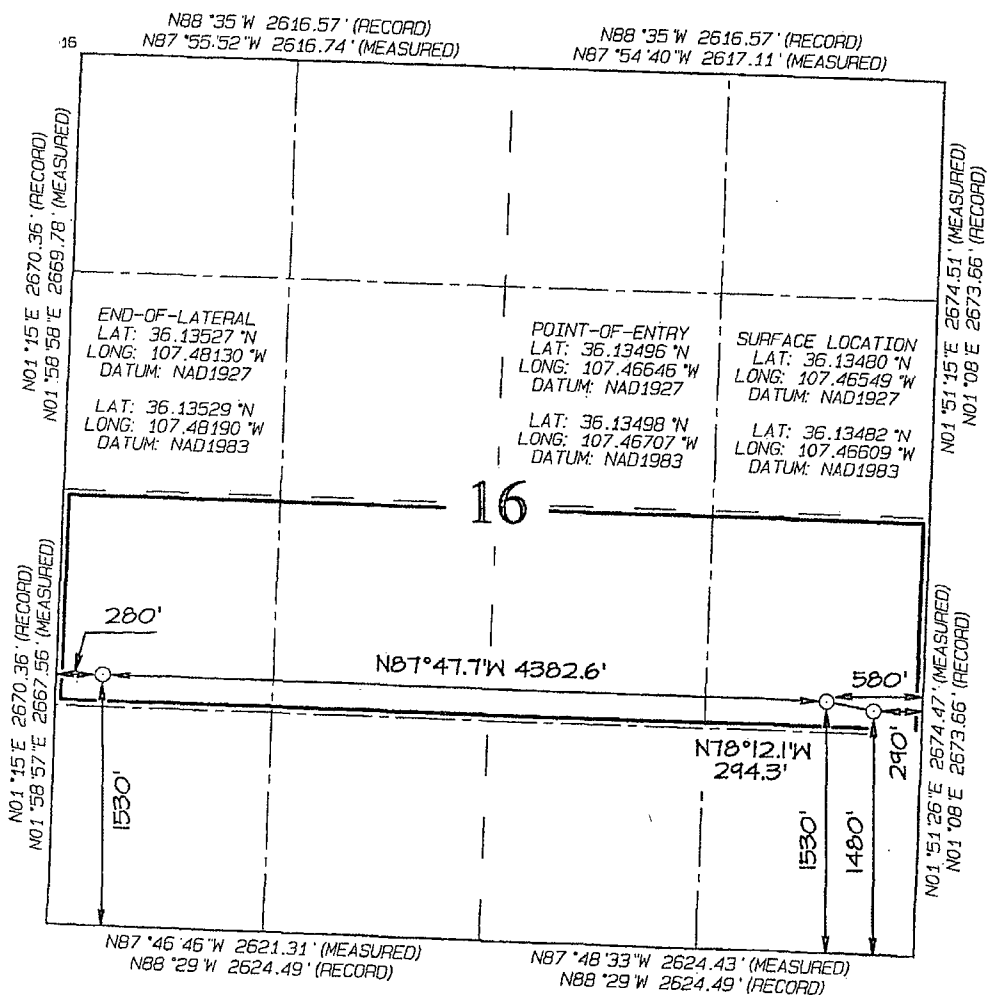 N88 °35 'W 2616.57 ' (RECORD)
N87 °55.52 "W 2616.74 ' (MEASURED)
N88 °35 'W 2616.57 ' (RECORD)
N87 °54 '40 "W 2617.11 ' (MEASURED)
16
N01 °15 'E 2670.36 ' (RECORD)
N01 °58 '58 "E 2669.78 ' (MEASURED)
N01 °51 '15 "E 2674.51 ' (MEASURED)
N01 °08 'E 2673.66 ' (RECORD)
END-OF-LATERAL
LAT: 36.13527 °N
LONG: 107.48130 °W
DATUM: NAD1927
LAT: 36.13529 °N
LONG: 107.48190 °W
DATUM: NAD1983
POINT-OF-ENTRY
LAT: 36.13496 °N
LONG: 107.46646 °W
DATUM: NAD1927
LAT: 36.13498 °N
LONG: 107.46707 °W
DATUM: NAD1983
SURFACE LOCATION
LAT: 36.13480 °N
LONG: 107.46549 °W
DATUM: NAD1927
LAT: 36.13482 °N
LONG: 107.46609 °W
DATUM: NAD1983
16
N01 °15 'E 2670.36 ' (RECORD)
N01 °58 '57 "E 2667.56 ' (MEASURED)
280'
N87°47.7'W 4382.6'
580'
290'
N78°12.1'W
294.3'
1530'
1530'
1480'
N01 °51 '26 "E 2674.47 ' (MEASURED)
N01 °08 'E 2673.66 ' (RECORD)
N87 °46 '46 "W 2621.31 ' (MEASURED)
N88 °29 'W 2624.49 ' (RECORD)
N87 °48 '33 "W 2624.43 ' (MEASURED)
N88 °29 'W 2624.49 ' (RECORD)